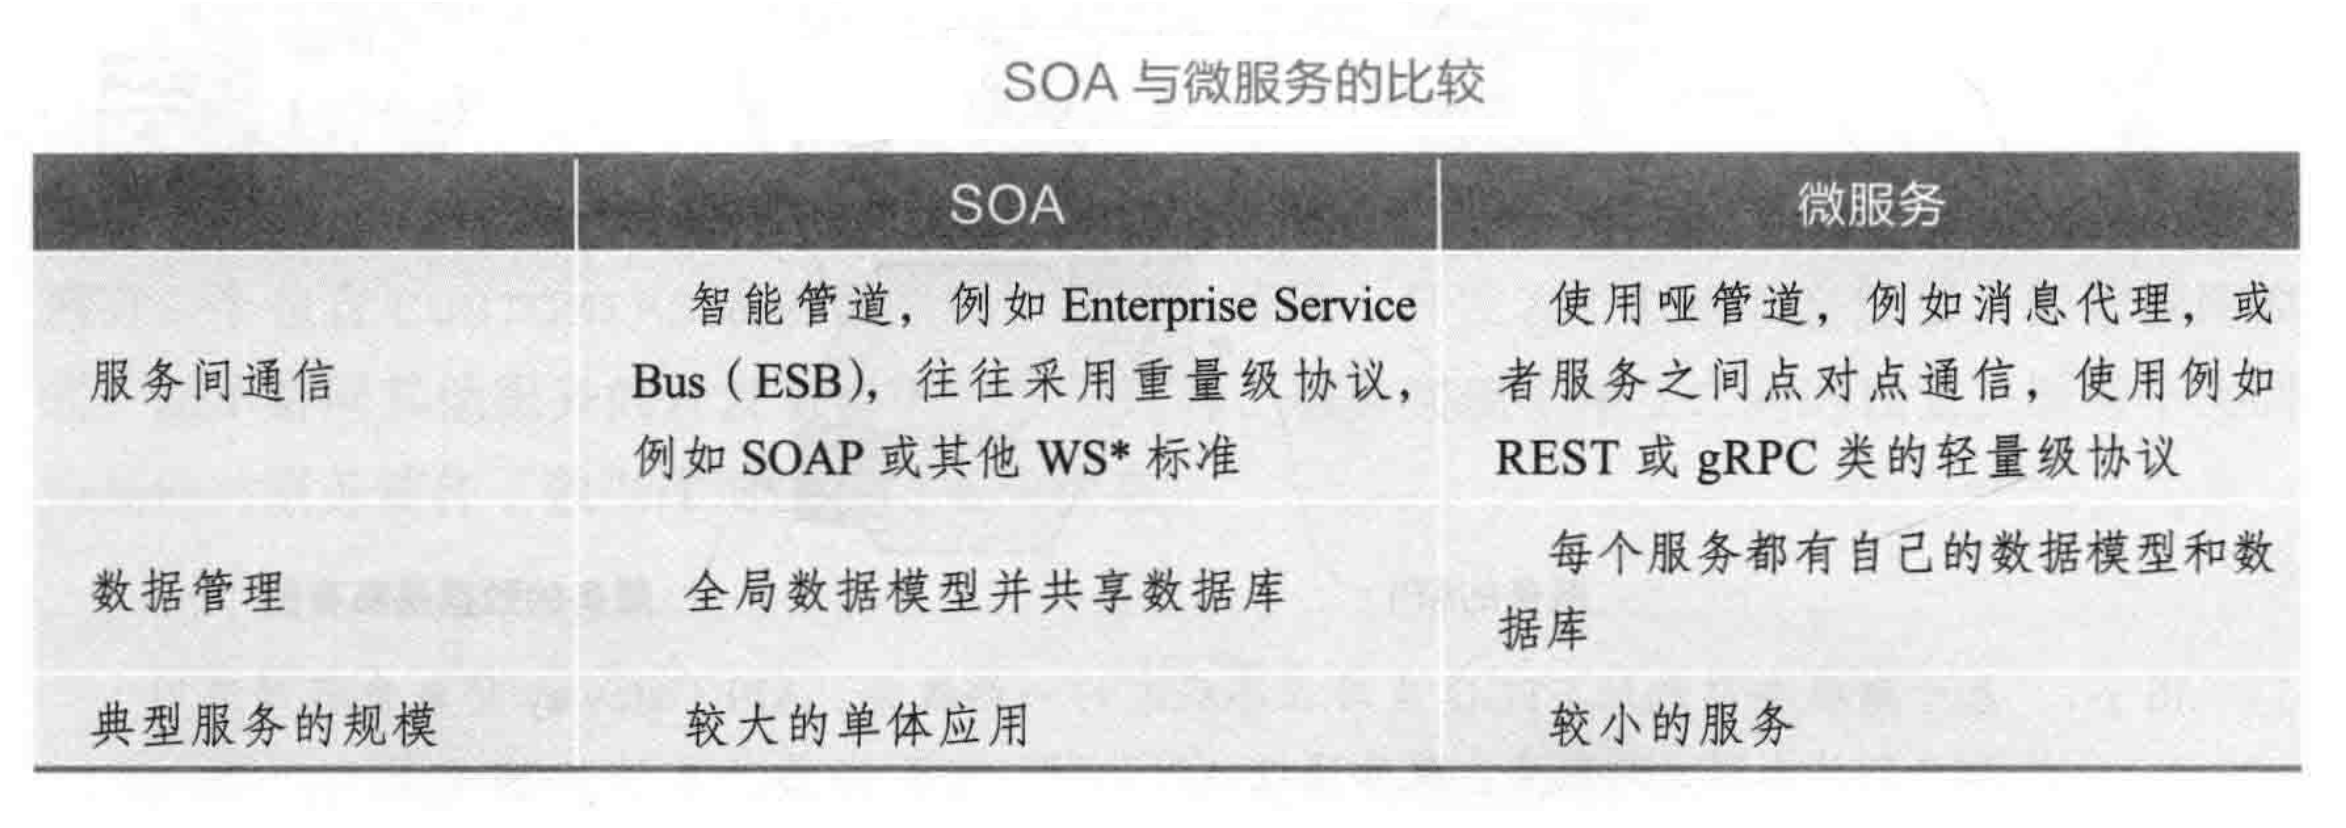 SOA 与微服务的比较
SOA
微服务
服务间通信
智能管道，例如 Enterprise Service
Bus（ESB），往往采用重量级协议，
例如 SOAP 或其他 WS* 标准
使用哑管道，例如消息代理，或
者服务之间点对点通信，使用例如
REST 或 gRPC 类的轻量级协议
数据管理
全局数据模型并共享数据库
每个服务都有自己的数据模型和数
据库
典型服务的规模
较大的单体应用
较小的服务